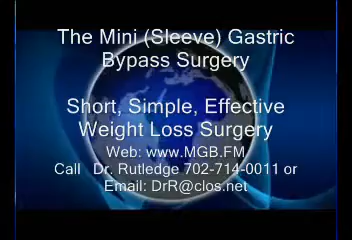 The Mini (Sleeve) Gastric
Bypass Surgery
Short, Simple, Effective
Weight Loss Surgery
Web: www.MGB.FM
Call Dr. Rutledge 702-714-0011 or
Email: DrR@clos.net